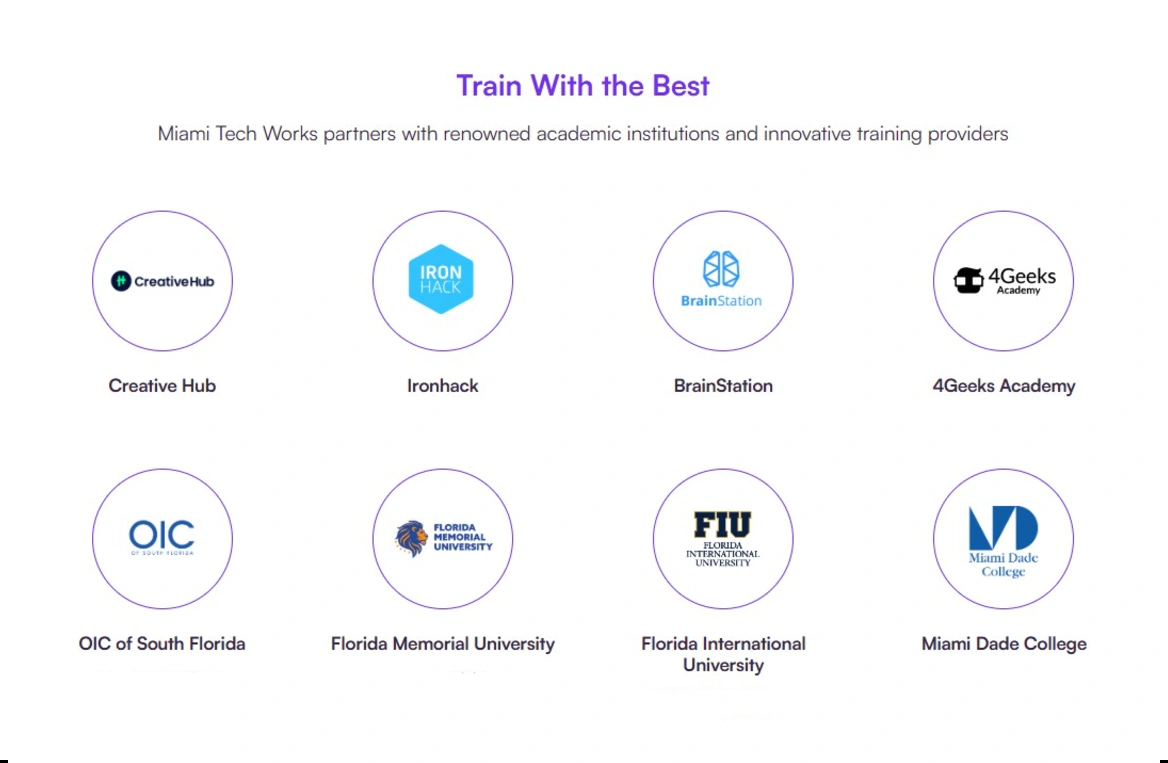 Train With the Best
Miami Tech Works partners with renowned academic institutions and innovative training providers
CreativeHub
IRON
HACK
BrainStation
4Geeks
Academy
Creative Hub
Ironhack
BrainStation
4Geeks Academy
OIC
OF SOUTH FLORIDA
FLORIDA
MEMORIAL
UNIVERSITY
FIU
FLORIDA
INTERNATIONAL
UNIVERSITY
MD
Miami Dade
College
OIC of South Florida
Florida Memorial University
Florida International
University
Miami Dade College